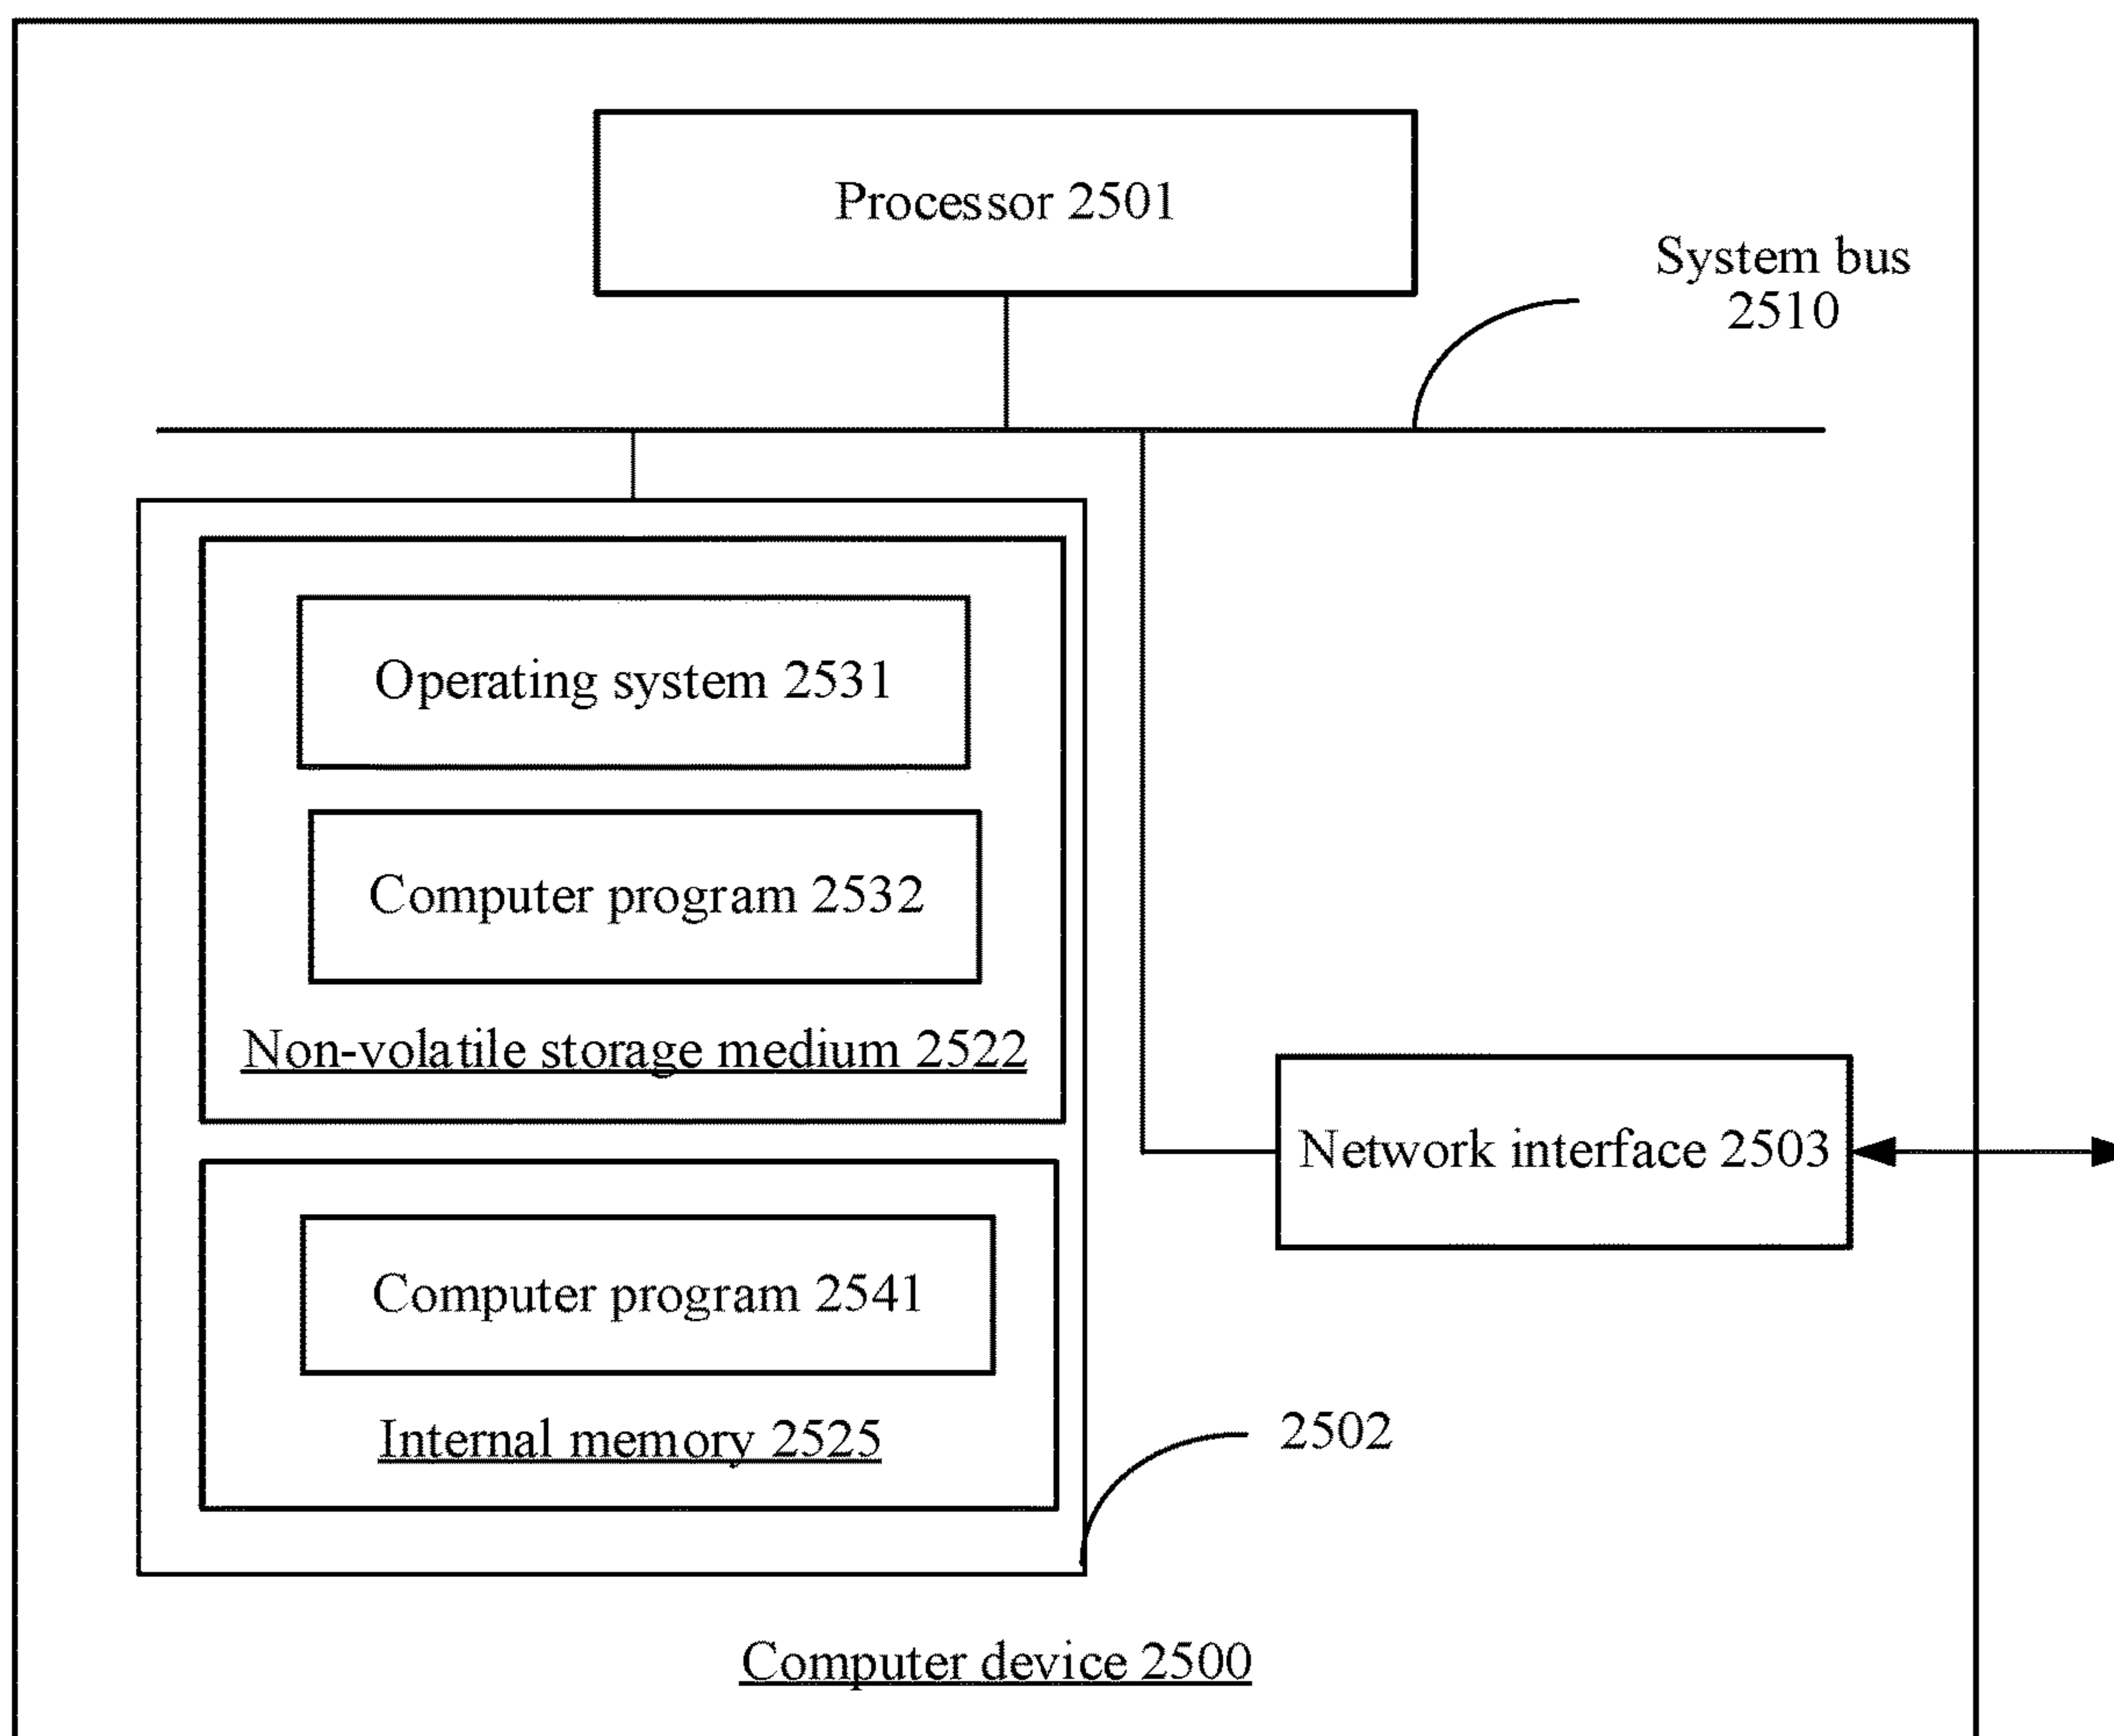 Processor 2501
System bus
2510
Operating system 2531
Computer program 2532
Non-volatile storage medium 2522
Network interface 2503
Computer program 2541
Internal memory 2525
2502
Computer device 2500